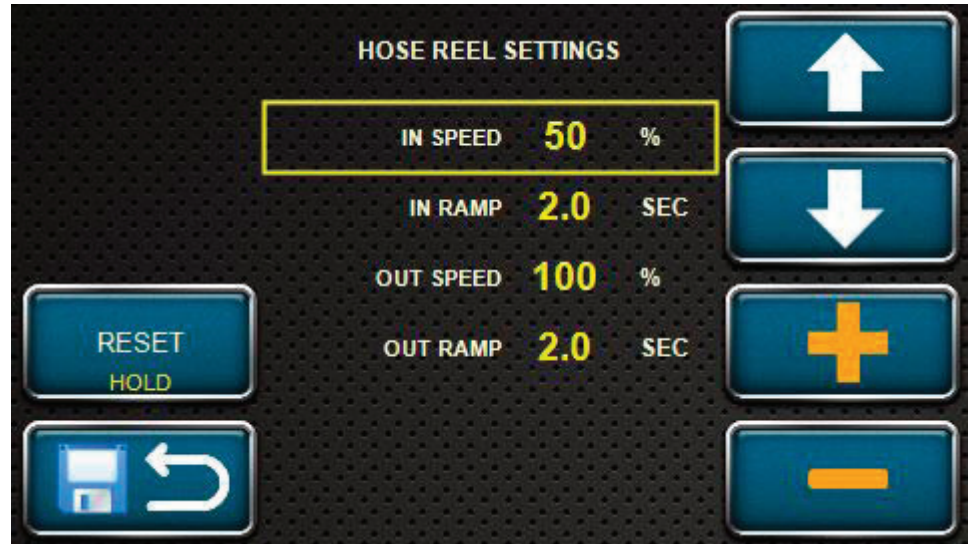 HOSE REEL SETTINGS
IN SPEED 50 %
IN RAMP 2.0 SEC
OUT SPEED 100 %
OUT RAMP 2.0 SEC
RESET
HOLD